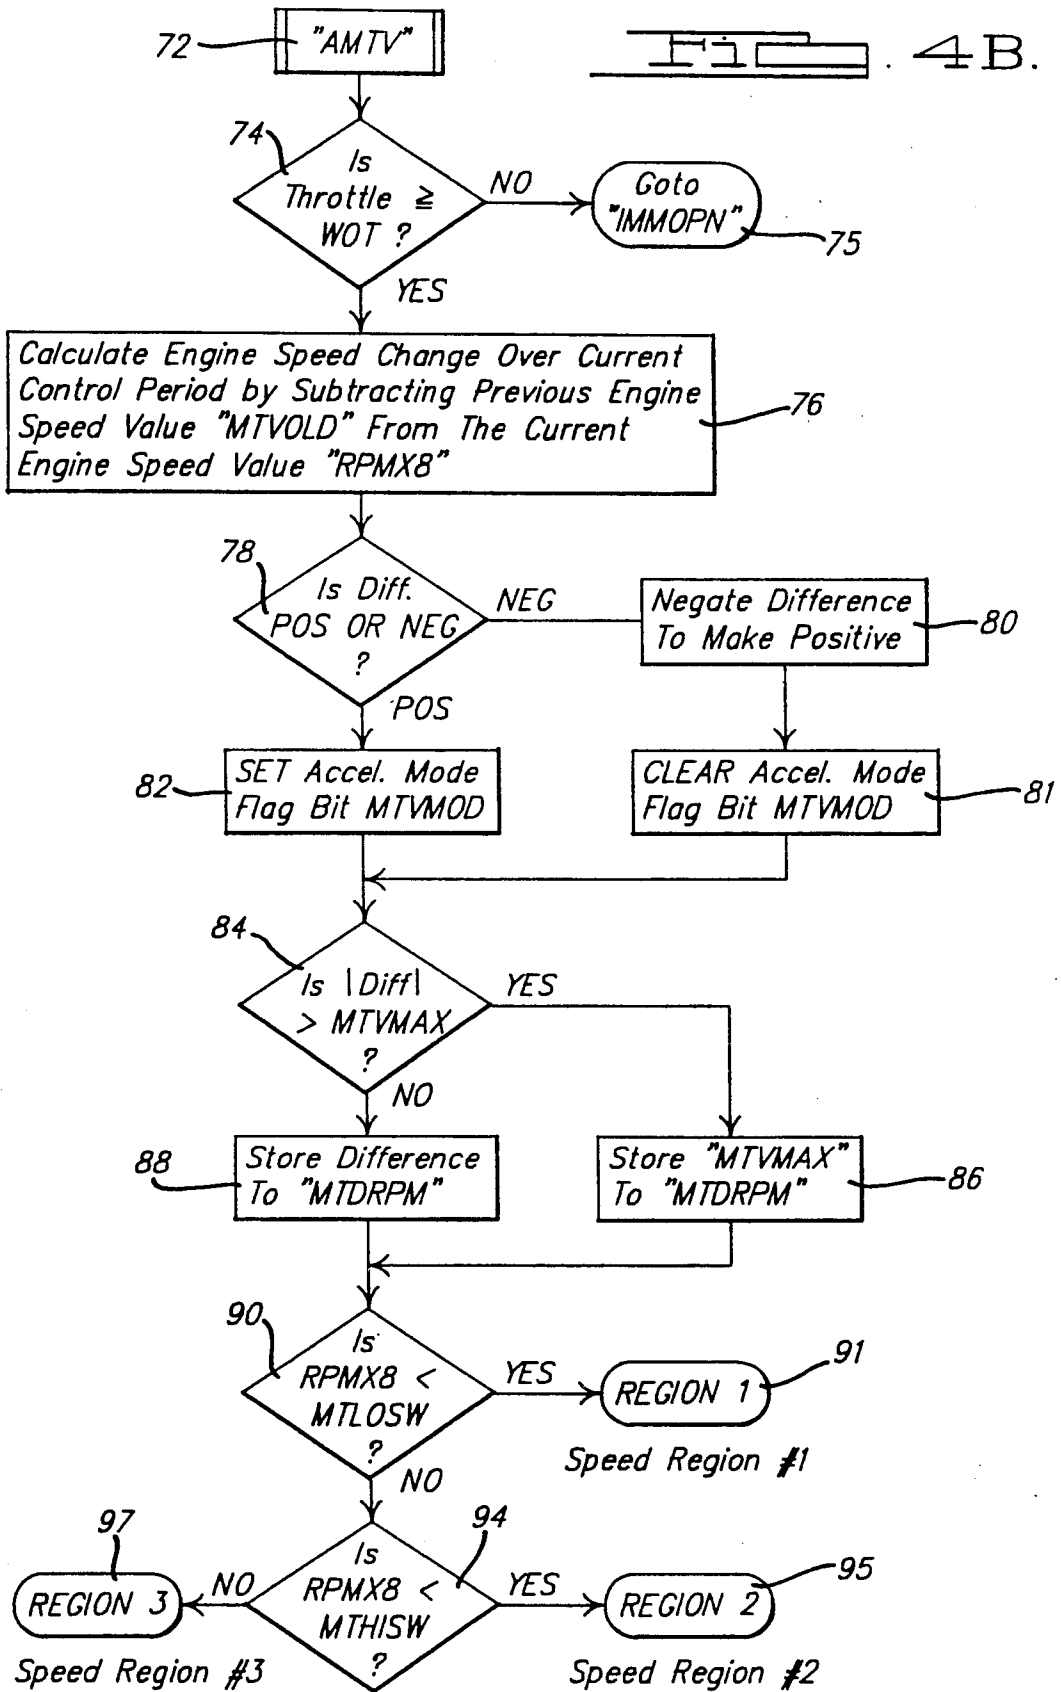 72
"AMTV"
Fig. 4B.
74
Is
Throttle ≧
WOT ?
NO
Goto
"IMMOPN"
75
YES
Calculate Engine Speed Change Over Current
Control Period by Subtracting Previous Engine
Speed Value "MTVOLD" From The Current
Engine Speed Value "RPMX8"
76
78
Is Diff.
POS OR NEG
?
NEG
Negate Difference
To Make Positive
80
POS
82
SET Accel. Mode
Flag Bit MTVMOD
CLEAR Accel. Mode
Flag Bit MTVMOD
81
84
Is |Diff|
> MTVMAX
?
YES
NO
88
Store Difference
To "MTDRPM"
Store "MTVMAX"
To "MTDRPM"
86
90
Is
RPMX8 <
MTLOSW
?
YES
REGION 1
91
Speed Region #1
NO
97
94
Is
RPMX8 <
MTHISW
?
NO
REGION 3
Speed Region #3
YES
REGION 2
95
Speed Region #2